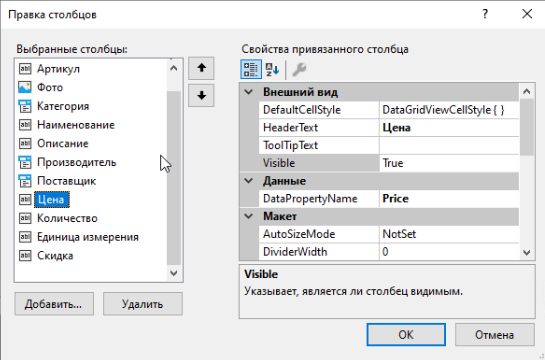 Правка столбцов
Выбранные столбцы:
Артикул
Фото
Категория
Наименование
Описание
Производитель
Поставщик
Цена
Количество
Единица измерения
Скидка
Добавить...
Удалить
Свойства привязанного столбца
Внешний вид
DefaultCellStyle DataGridViewCellStyle { }
HeaderText Цена
ToolTipText
Visible True
Данные
DataPropertyName Price
Макет
AutoSizeMode NotSet
DividerWidth 0
Visible
Указывает, является ли столбец видимым.
OK
Отмена